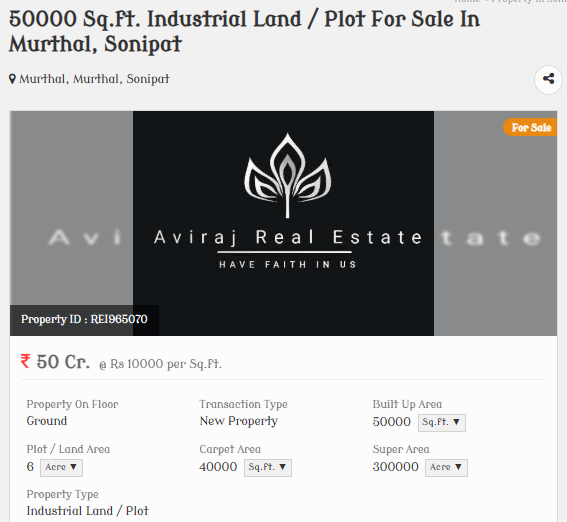 50000 Sq.ft. Industrial Land / Plot For Sale In
Murthal, Sonipat
Murthal, Murthal, Sonipat
For Sale
Avi
Aviraj Real Estate
tate
HAVE FAITH IN US
Property ID : REI965070
₹ 50 Cr. @ Rs 10000 per Sq.Ft.
Property On Floor Transaction Type Built Up Area
Ground New Property 50000 Sq.ft. ▼
Plot / Land Area Carpet Area Super Area
6 Acre ▼ 40000 Sq.ft. ▼ 300000 Acre ▼
Property Type
Industrial Land / Plot